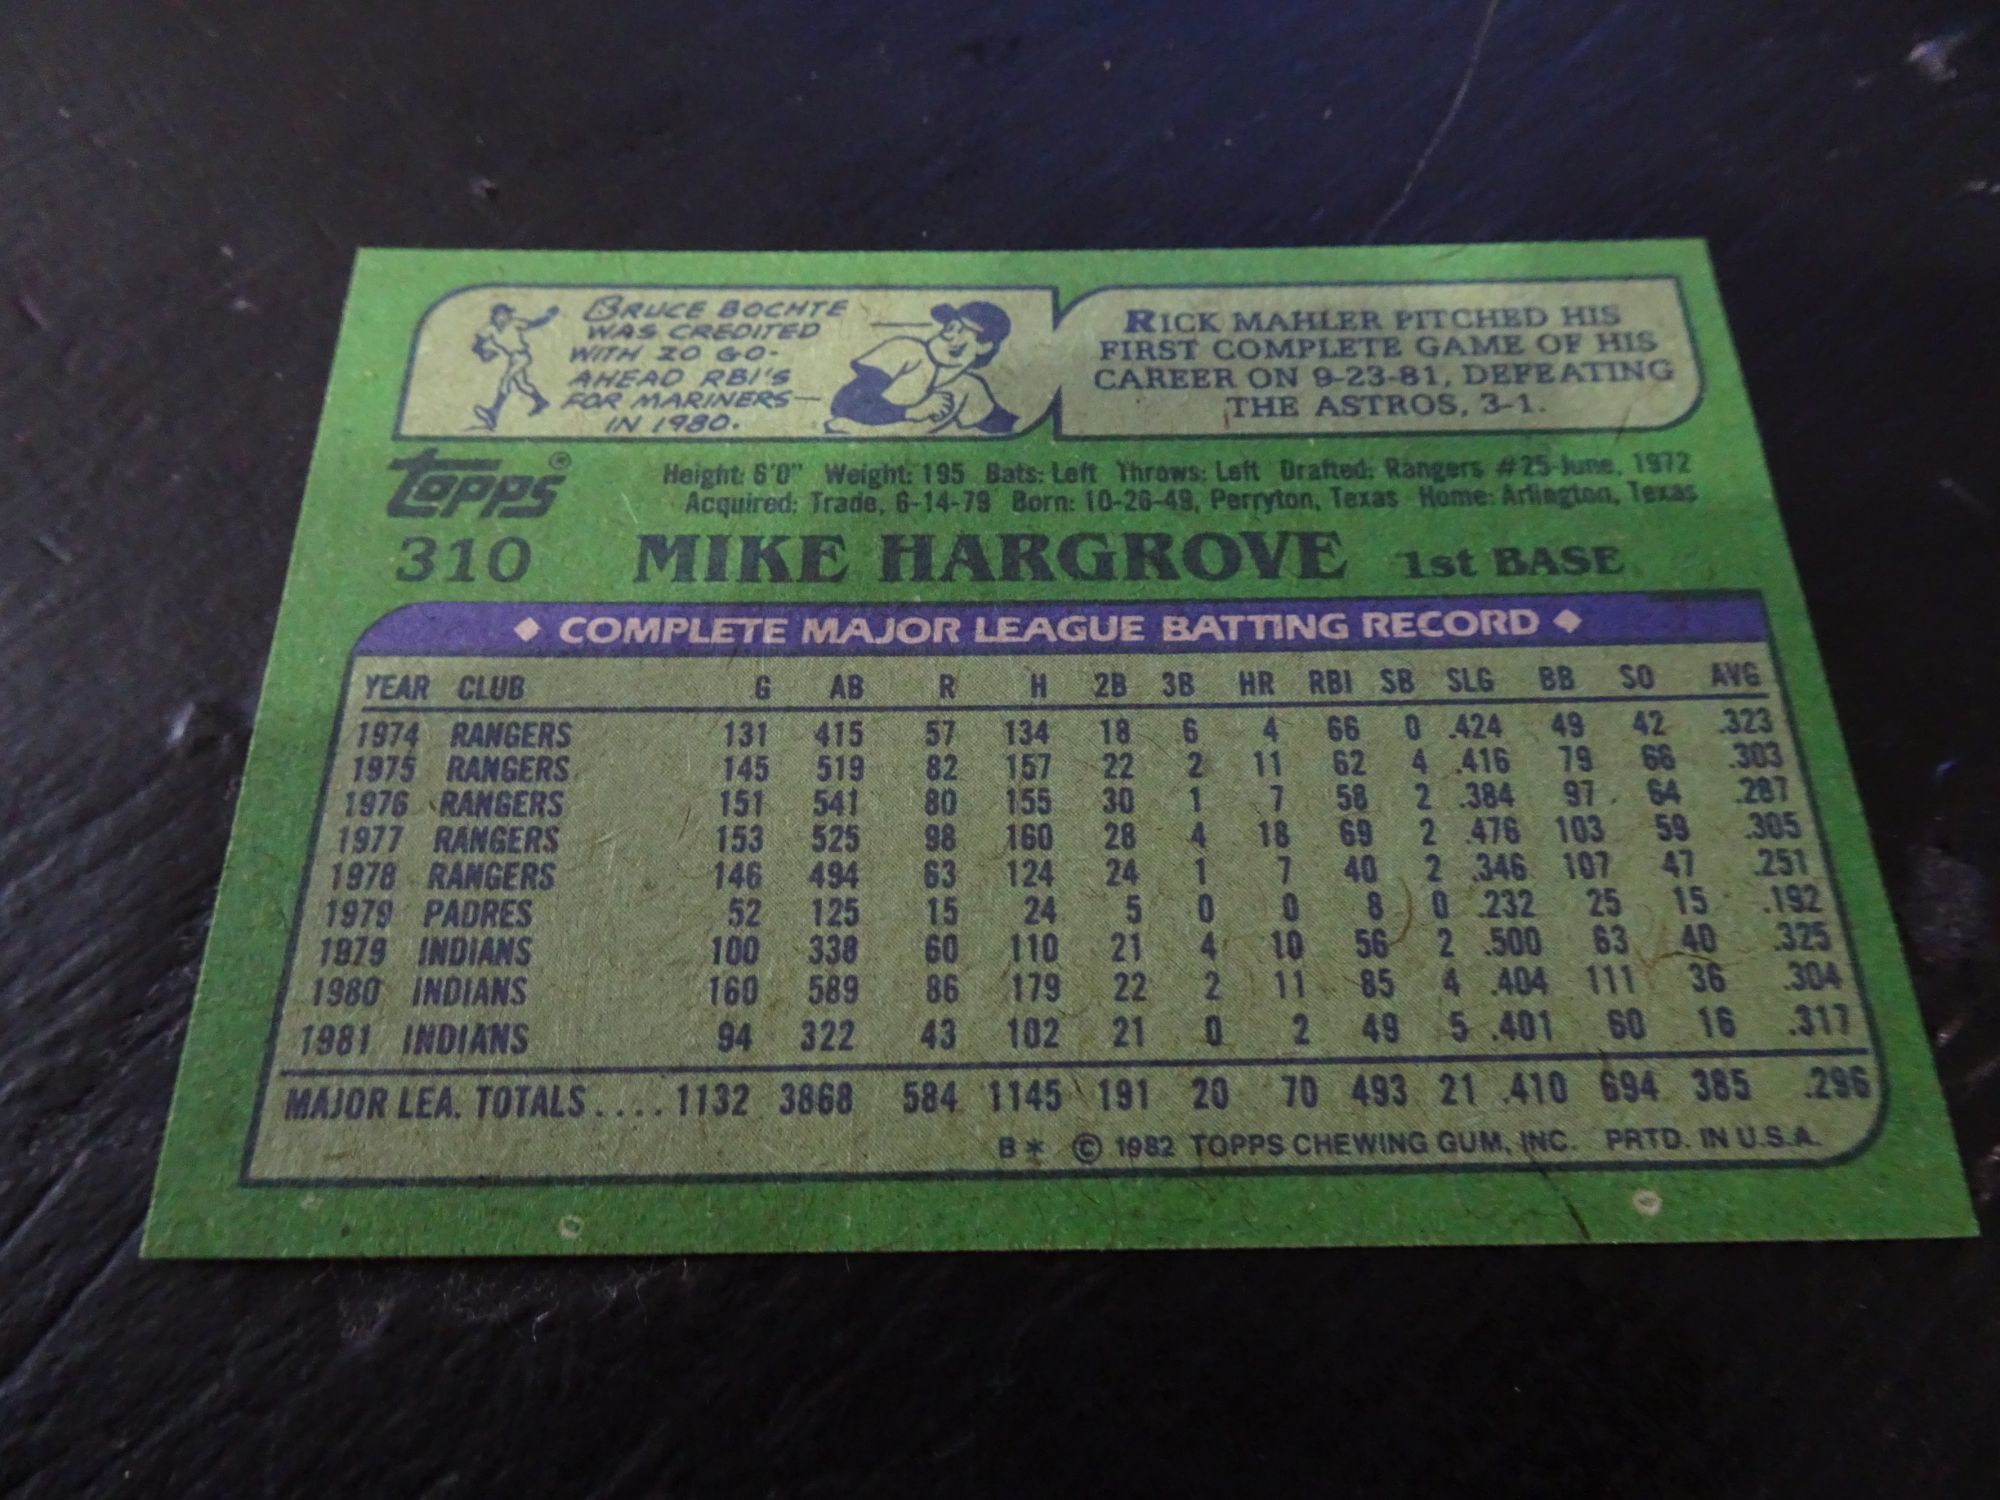 BRUCE BOCHTE
WAS CREDITED
WITH 20 GO-
AHEAD RBI'S
FOR MARINERS
IN 1980.
RICK MAHLER PITCHED HIS
FIRST COMPLETE GAME OF HIS
CAREER ON 9-23-81, DEFEATING
THE ASTROS, 3-1.
Topps®
Height: 6'0" Weight: 195 Bats: Left Throws: Left Drafted: Rangers #25-June, 1972
Acquired: Trade, 6-14-79 Born: 10-26-49, Perryton, Texas Home: Arlington, Texas
310 MIKE HARGROVE 1st BASE
◆ COMPLETE MAJOR LEAGUE BATTING RECORD ◆
YEAR CLUB G AB R H 2B 3B HR RBI SB SLG BB SO AVG
1974 RANGERS 131 415 57 134 18 6 4 66 0 .424 49 42 .323
1975 RANGERS 145 519 82 157 22 2 11 62 4 .416 79 66 .303
1976 RANGERS 151 541 80 155 30 1 7 58 2 .384 97 64 .287
1977 RANGERS 153 525 98 160 28 4 18 69 2 .476 103 59 .305
1978 RANGERS 146 494 63 124 24 1 7 40 2 .346 107 47 .251
1979 PADRES 52 125 15 24 5 0 0 8 0 .232 25 15 .192
1979 INDIANS 100 338 60 110 21 4 10 56 2 .500 63 40 .325
1980 INDIANS 160 589 86 179 22 2 11 85 4 .404 111 36 .304
1981 INDIANS 94 322 43 102 21 0 2 49 5 .401 60 16 .317
MAJOR LEA. TOTALS.... 1132 3868 584 1145 191 20 70 493 21 .410 694 385 .296
B* © 1982 TOPPS CHEWING GUM, INC. PRTD. IN U.S.A.